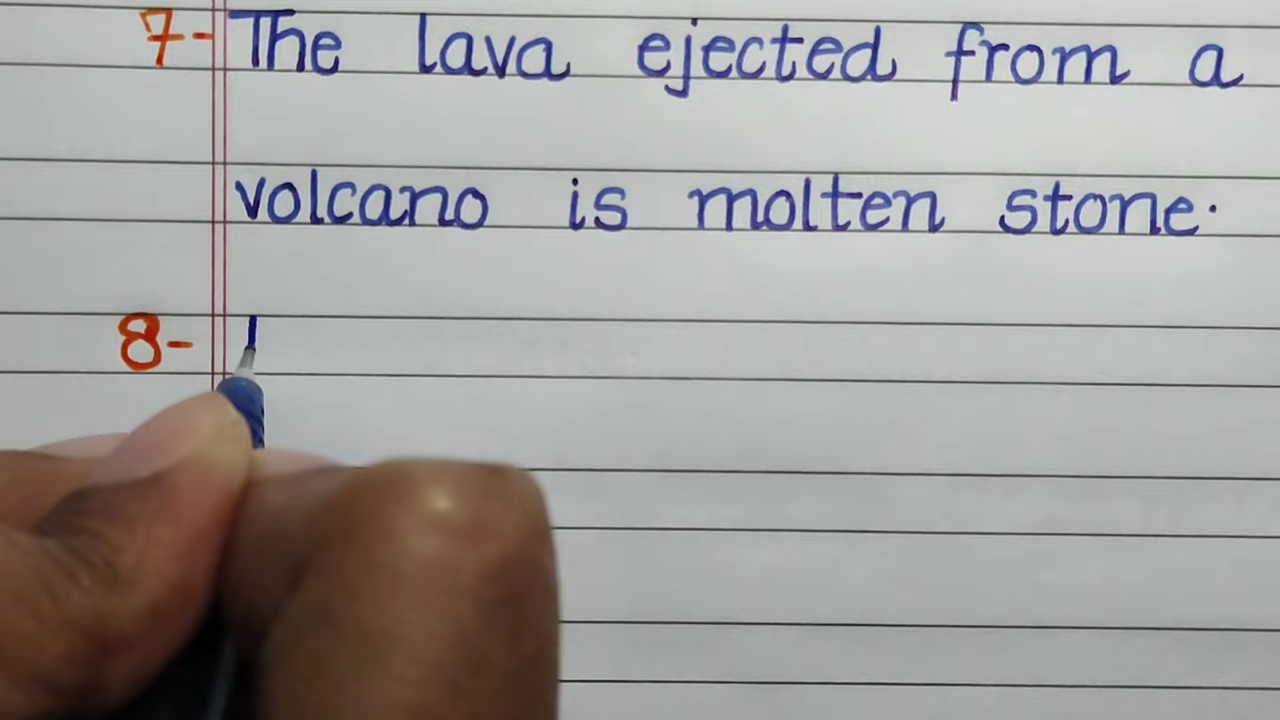 7- The lava ejected from a
volcano is molten stone.
8-